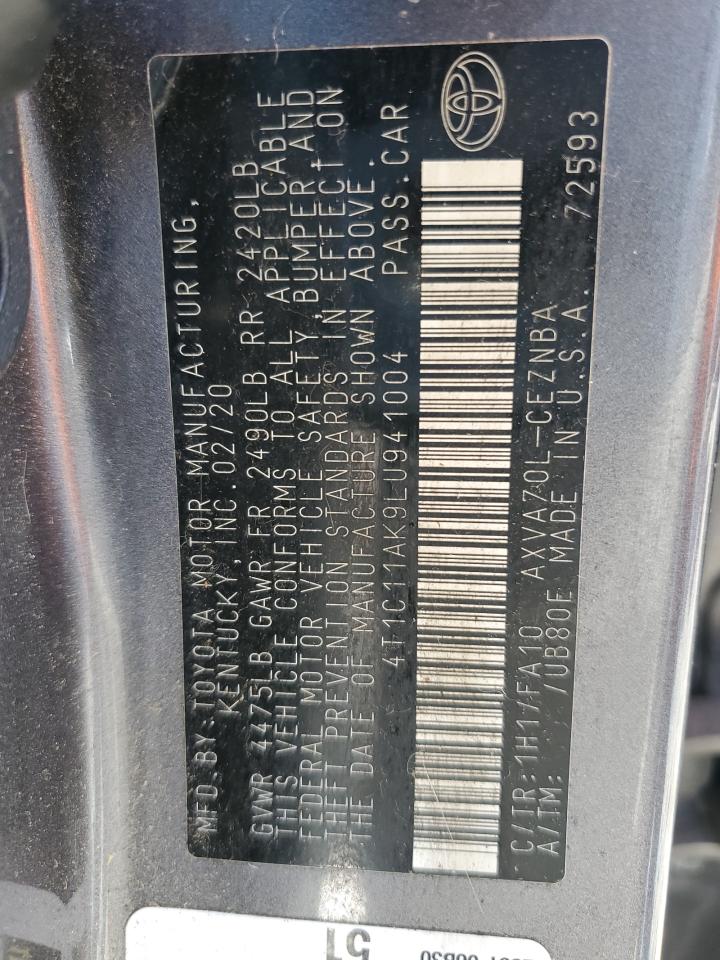 MFD.BY:TOYOTA MOTOR MANUFACTURING,
KENTUCKY,INC.02/20
GVWR 4475LB GAWR FR 2490LB RR 2420LB
THIS VEHICLE CONFORMS TO ALL APPLICABLE
FEDERAL MOTOR VEHICLE SAFETY,BUMPER AND
THEFT PREVENTION STANDARDS IN EFFECT ON
THE DATE OF MANUFACTURE SHOWN ABOVE.
4T1C11AK9LU941004 PASS.CAR
C/TR:1H1/FA10 AXVA70L-CEZNBA
A/TM: /UB80E MADE IN U.S.A. 72593
51